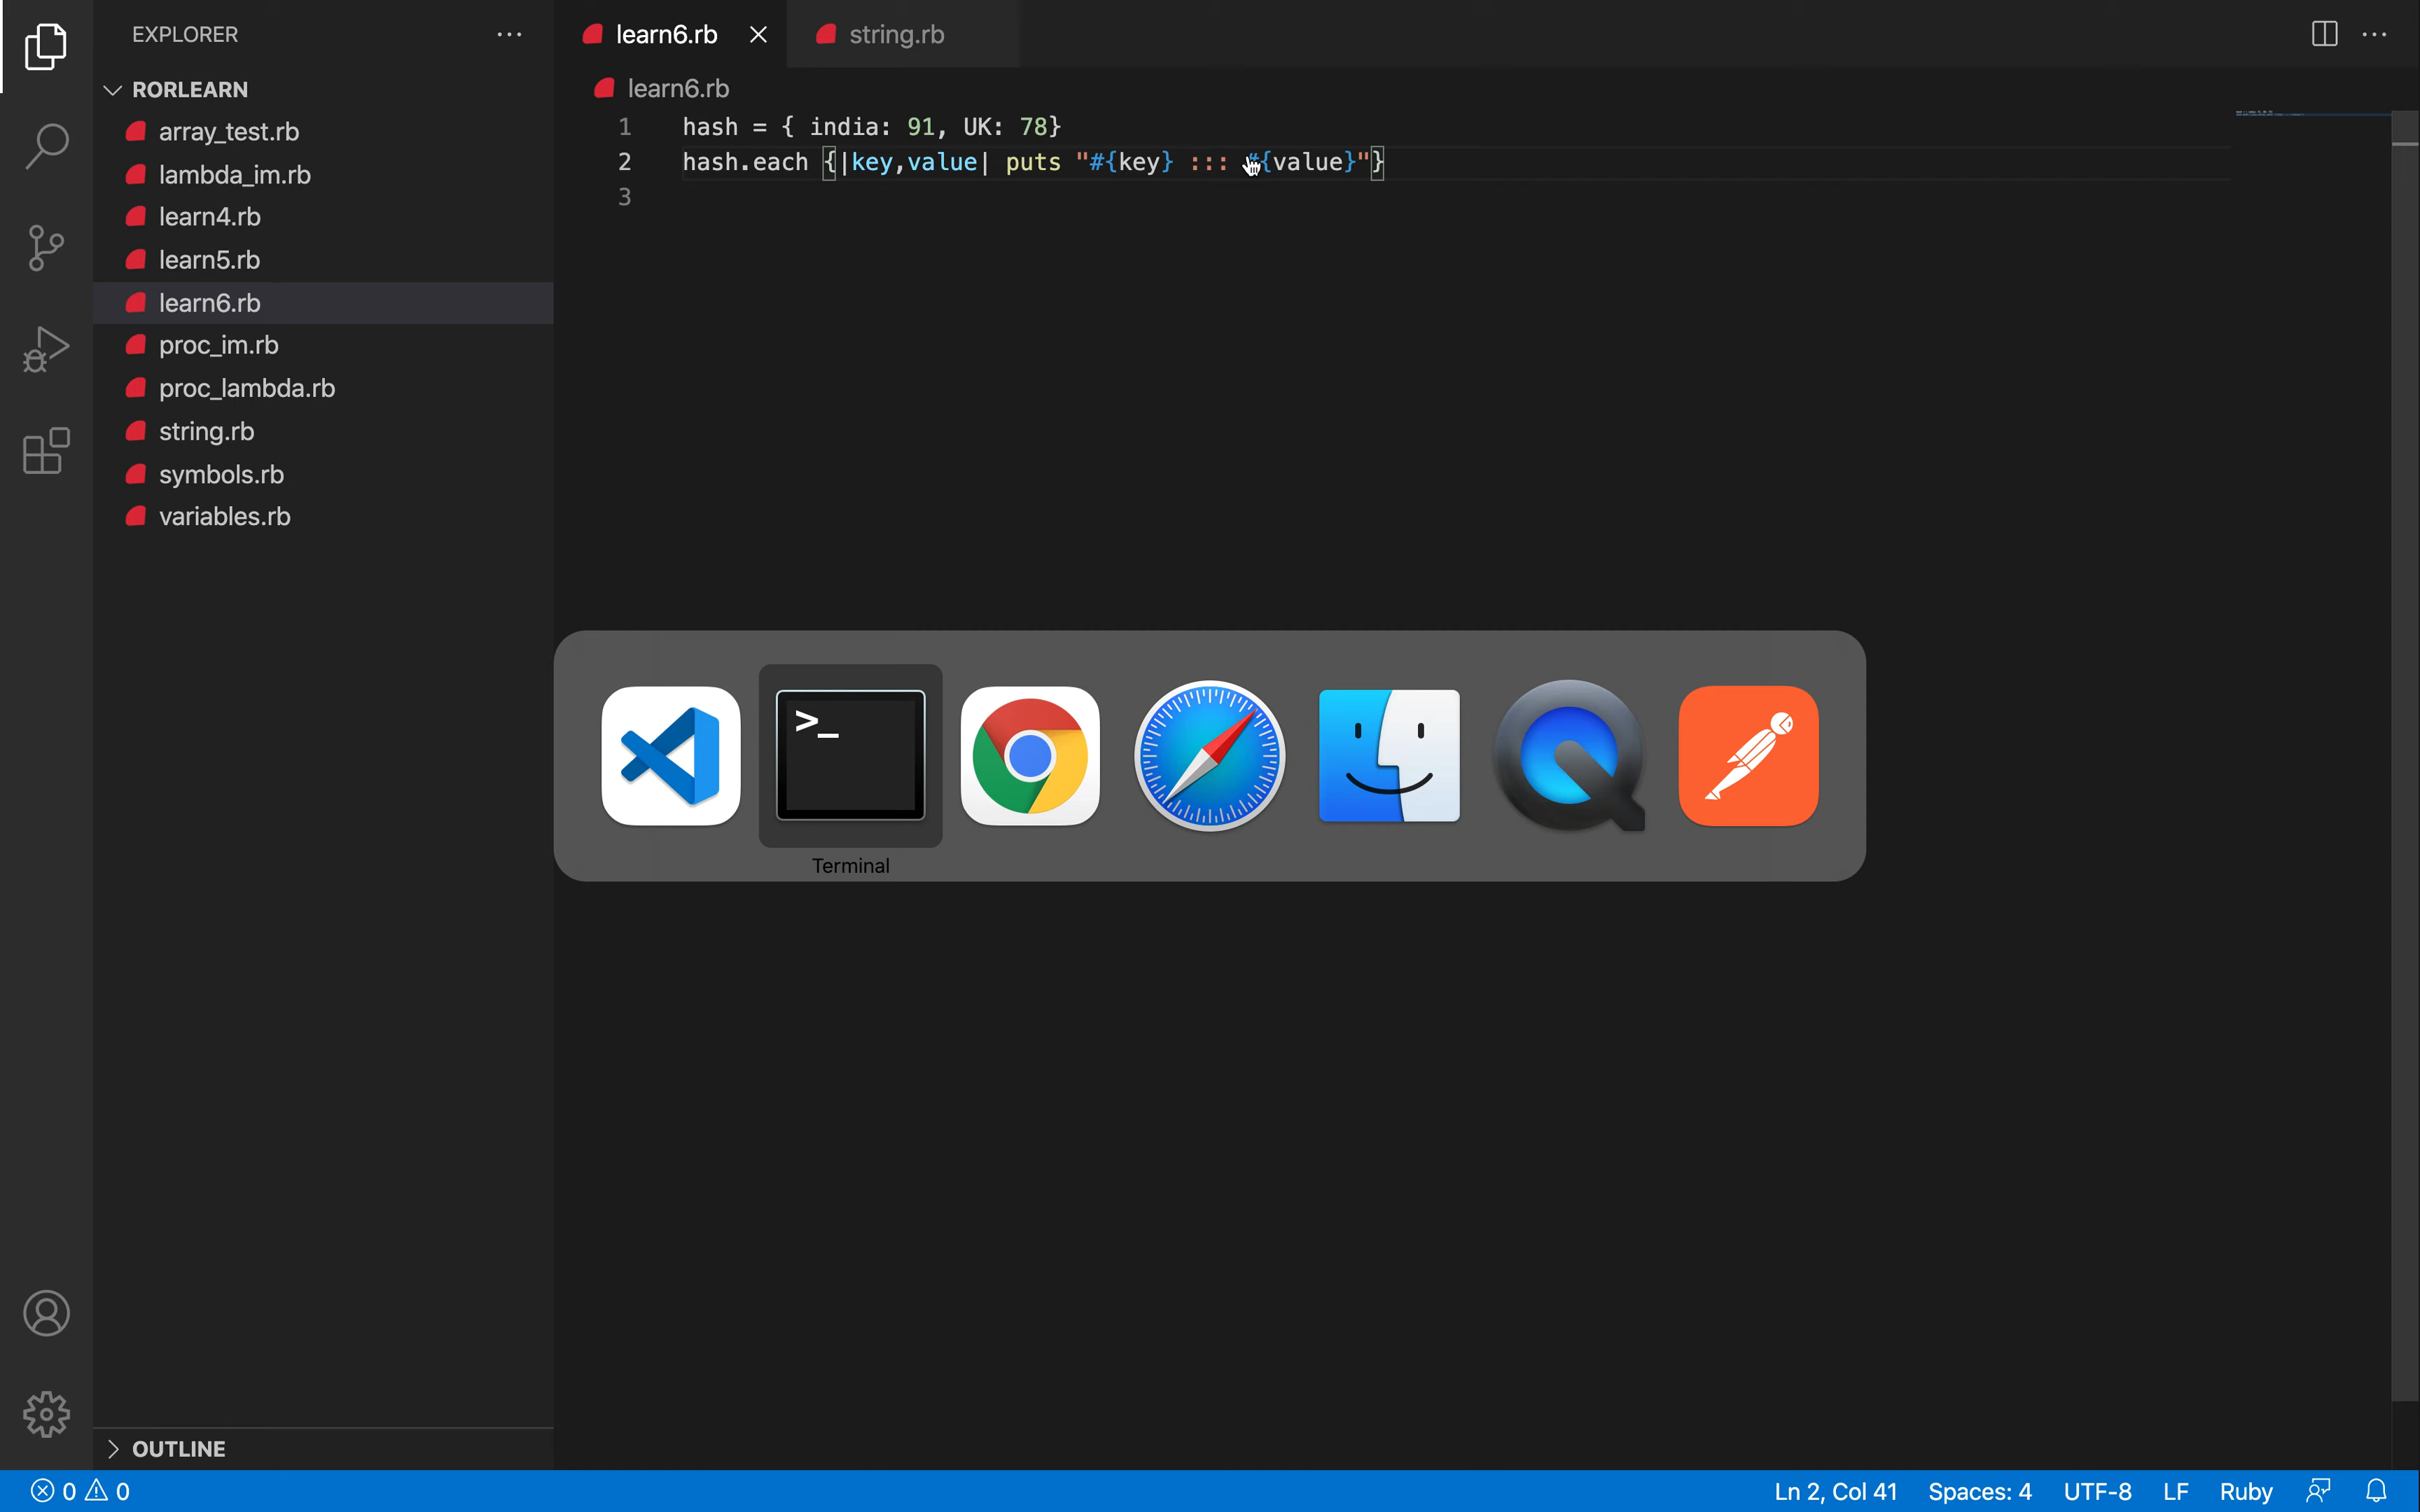 EXPLORER
RORLEARN
array_test.rb
lambda_im.rb
learn4.rb
learn5.rb
learn6.rb
proc_im.rb
proc_lambda.rb
string.rb
symbols.rb
variables.rb
OUTLINE
learn6.rb
string.rb
learn6.rb
1 hash = { india: 91, UK: 78}
2 hash.each {|key,value| puts "#{key} ::: #{value}"}
3
>_
Terminal
0 0
Ln 2, Col 41 Spaces: 4 UTF-8 LF Ruby